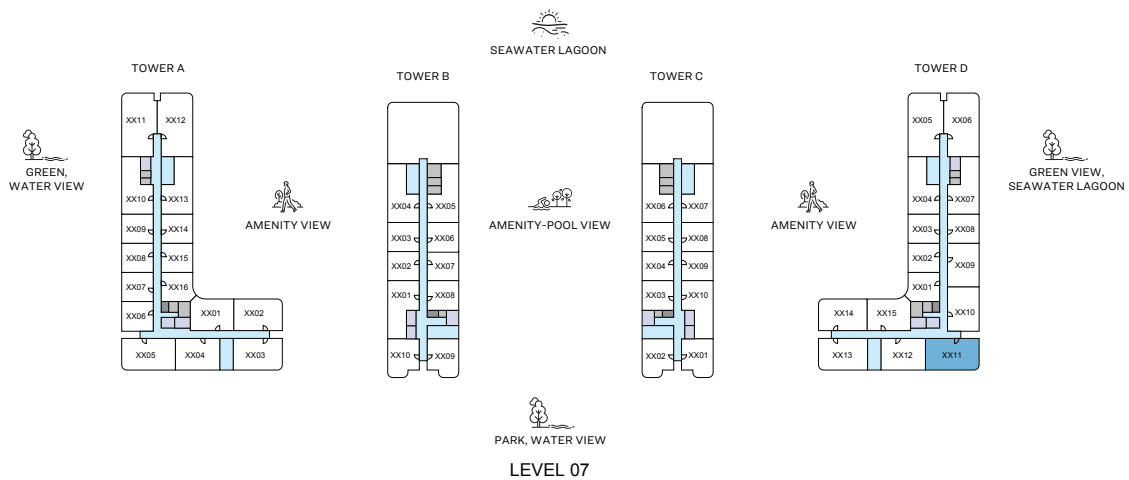 SEAWATER LAGOON
TOWER A
TOWER B
TOWER C
TOWER D
XX11 XX12
XX05 XX06
GREEN,
WATER VIEW
GREEN VIEW,
SEAWATER LAGOON
XX10 XX13
XX04 XX05
XX06 XX07
XX04 XX07
AMENITY VIEW
AMENITY-POOL VIEW
AMENITY VIEW
XX09 XX14
XX03 XX06
XX05 XX08
XX03 XX08
XX08 XX15
XX02 XX07
XX04 XX09
XX02 XX09
XX07 XX16
XX01 XX08
XX03 XX10
XX01
XX06 XX01 XX02
XX14 XX15 XX10
XX05 XX04 XX03
XX10 XX09
XX02 XX01
XX13 XX12 XX11
PARK, WATER VIEW
LEVEL 07